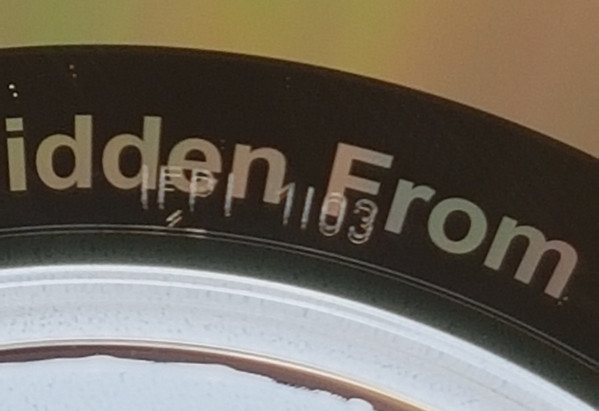 idden From
IFPI 1103